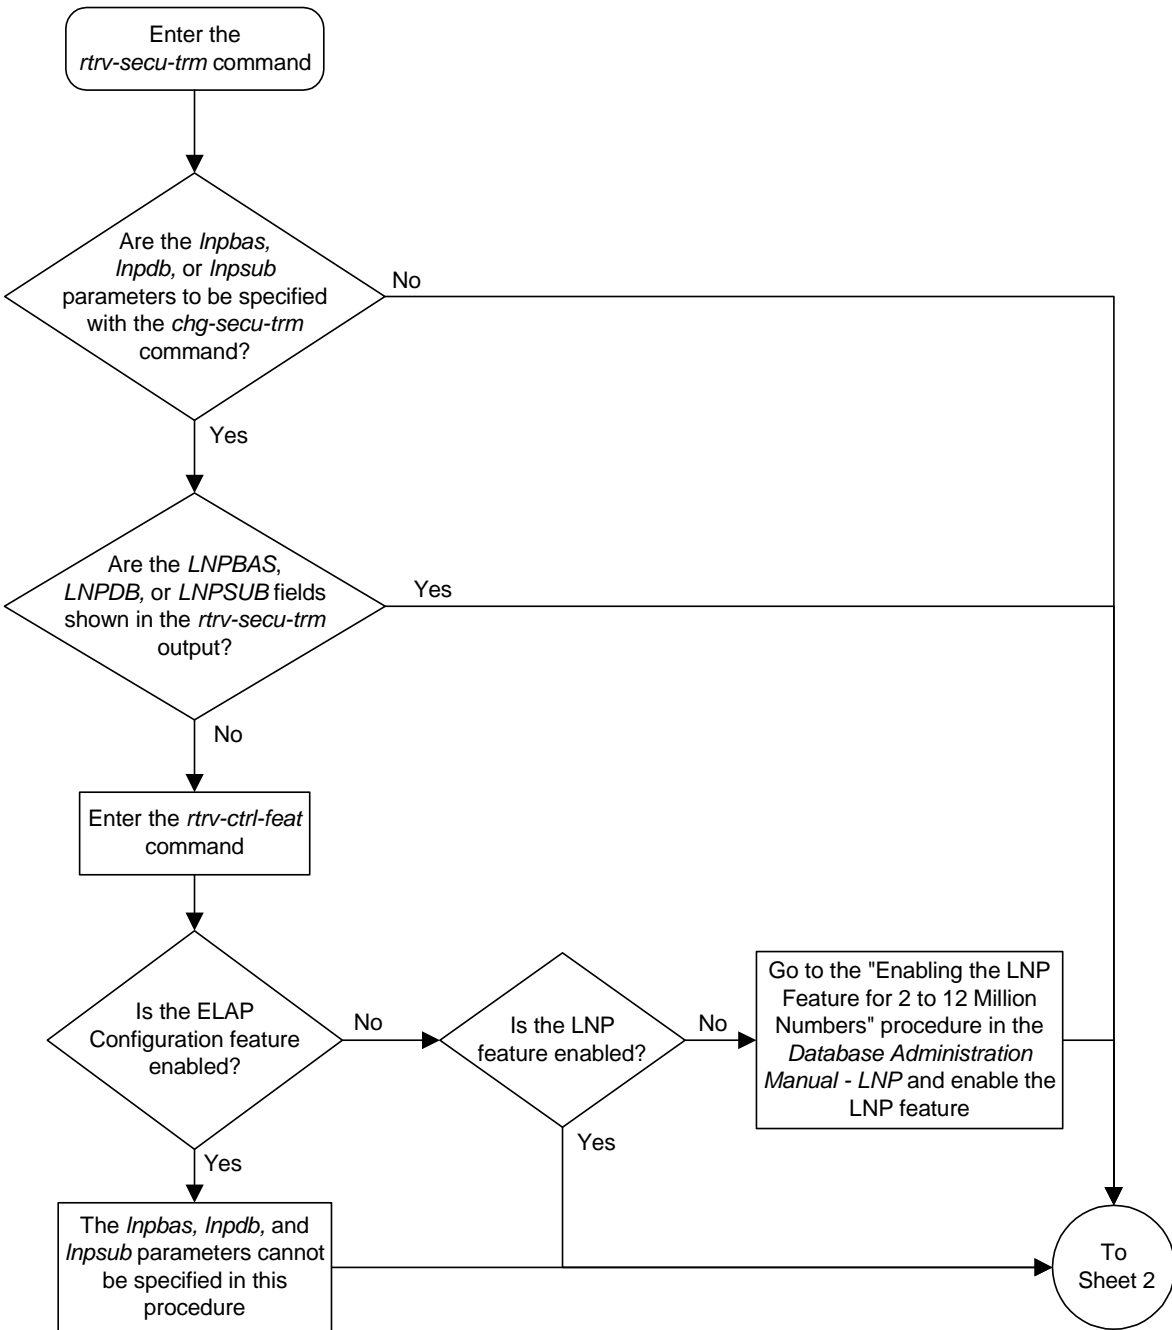 Enter the
rtrv-secu-trm command
Are the lnpbas,
lnpdb, or lnpsub
parameters to be specified
with the chg-secu-trm
command?
No
Yes
Are the LNPBAS,
LNPDB, or LNPSUB fields
shown in the rtrv-secu-trm
output?
Yes
No
Enter the rtrv-ctrl-feat
command
Is the ELAP
Configuration feature
enabled?
No
Yes
Is the LNP
feature enabled?
No
Yes
Go to the "Enabling the LNP
Feature for 2 to 12 Million
Numbers" procedure in the
Database Administration
Manual - LNP and enable the
LNP feature
The lnpbas, lnpdb, and
lnpsub parameters cannot
be specified in this
procedure
To
Sheet 2